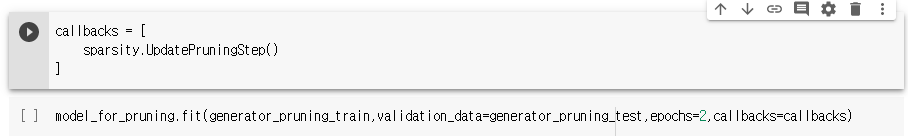 callbacks = [
    sparsity.UpdatePruningStep()
]
[ ] model_for_pruning.fit(generator_pruning_train,validation_data=generator_pruning_test,epochs=2,callbacks=callbacks)